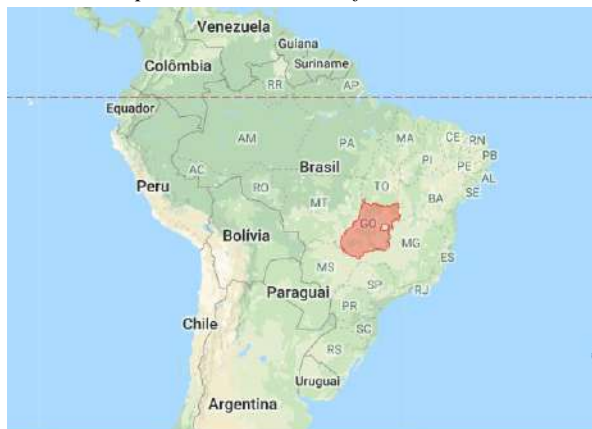 Venezuela
Guiana
Suriname
Colômbia
RR
AP
Equador
AM
PA
MA
CE
RN
PB
PI
PE
AL
SE
AC
RO
Brasil
TO
BA
MT
Peru
GO
MG
Bolívia
ES
MS
SP
RJ
Paraguai
PR
Chile
SC
RS
Uruguai
Argentina